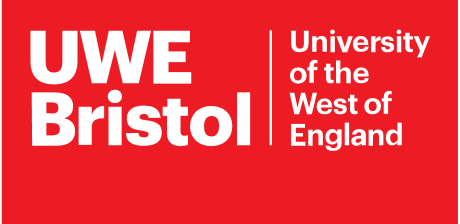 UWE
Bristol
University
of the
West of
England